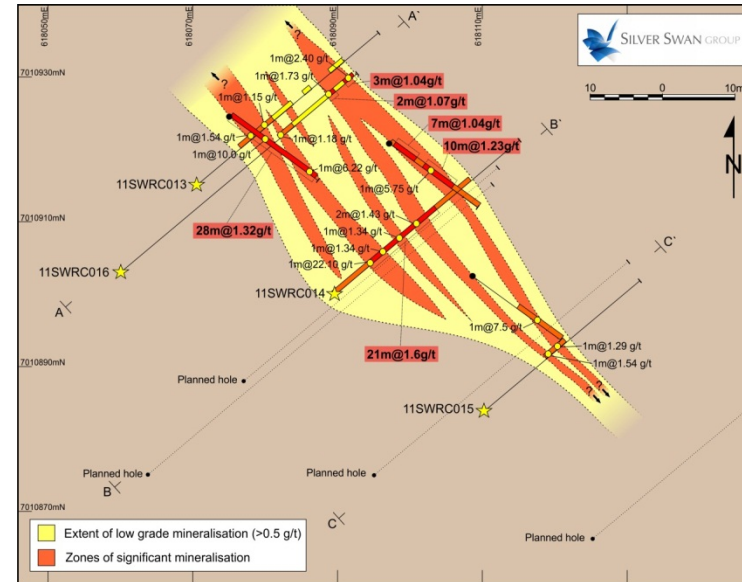 618050mE
618070mE
618090mE
618110mE
A`
SILVER SWAN GROUP
10 0 10m
N
7010930mN
1m@2.40 g/t
1m@1.73 g/t
3m@1.04g/t
?
1m@1.15 g/t
2m@1.07g/t
7m@1.04g/t
B`
1m@1.54 g/t
1m@1.18 g/t
10m@1.23g/t
1m@10.0 g/t
1m@6.22 g/t
11SWRC013
1m@5.75 g/t
7010910mN
2m@1.43 g/t
28m@1.32g/t
1m@1.34 g/t
1m@1.34 g/t
C`
1m@22.10 g/t
11SWRC016
11SWRC014
A
1m@7.5 g/t
1m@1.29 g/t
21m@1.6g/t
1m@1.54 g/t
7010890mN
Planned hole
? ?
11SWRC015
Planned hole
Planned hole
B
7010870mN
C
Planned hole
Extent of low grade mineralisation (>0.5 g/t)
Zones of significant mineralisation